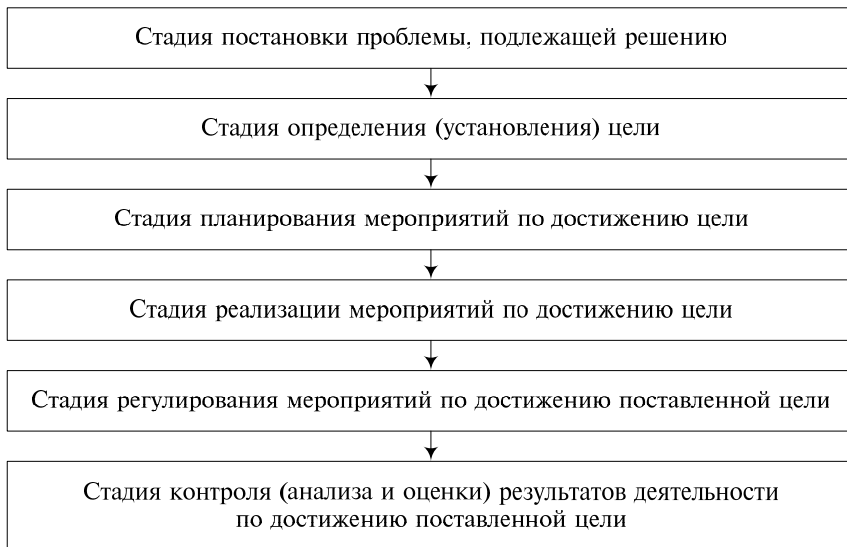 Стадия постановки проблемы, подлежащей решению
Стадия определения (установления) цели
Стадия планирования мероприятий по достижению цели
Стадия реализации мероприятий по достижению цели
Стадия регулирования мероприятий по достижению поставленной цели
Стадия контроля (анализа и оценки) результатов деятельности
по достижению поставленной цели